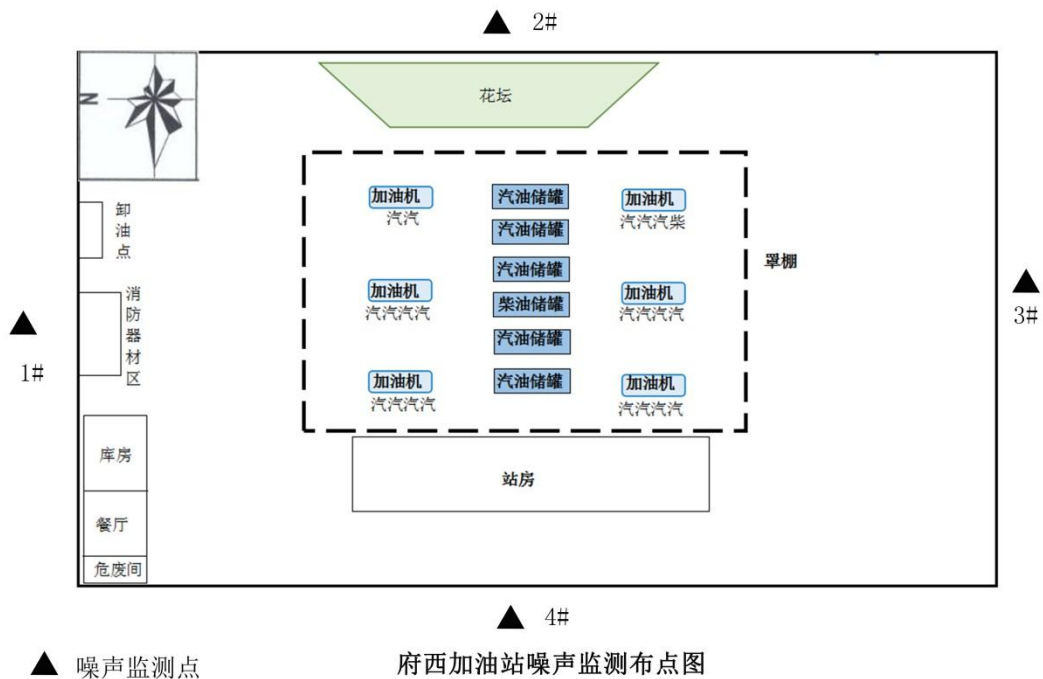 2#
N
花坛
加油机
汽汽
汽油储罐
加油机
汽汽汽柴
汽油储罐
卸油点
罩棚
汽油储罐
加油机
汽汽汽汽
柴油储罐
加油机
汽汽汽汽
消防器材区
1#
3#
汽油储罐
加油机
汽汽汽汽
汽油储罐
加油机
汽汽汽汽
库房
站房
餐厅
危废间
4#
噪声监测点
府西加油站噪声监测布点图